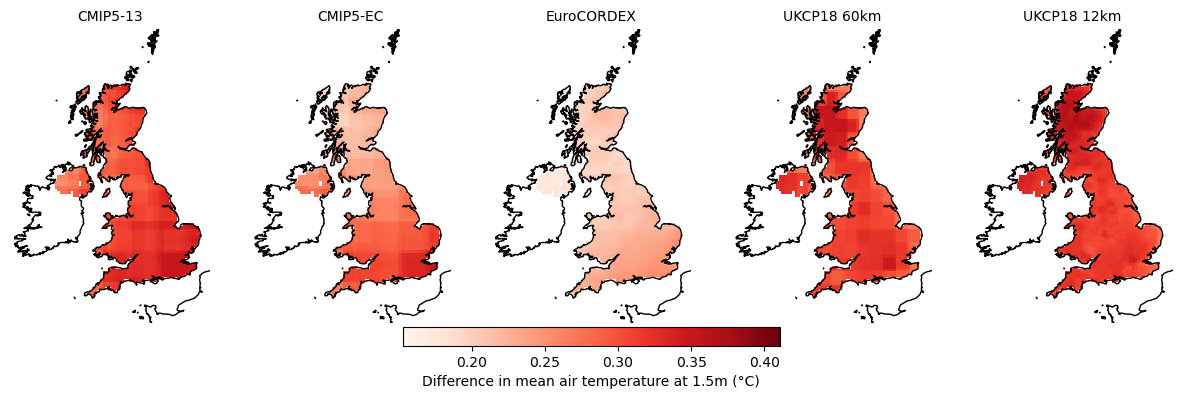 CMIP5-13
CMIP5-EC
EuroCORDEX
UKCP18 60km
UKCP18 12km
0.20 0.25 0.30 0.35 0.40
Difference in mean air temperature at 1.5m (°C)